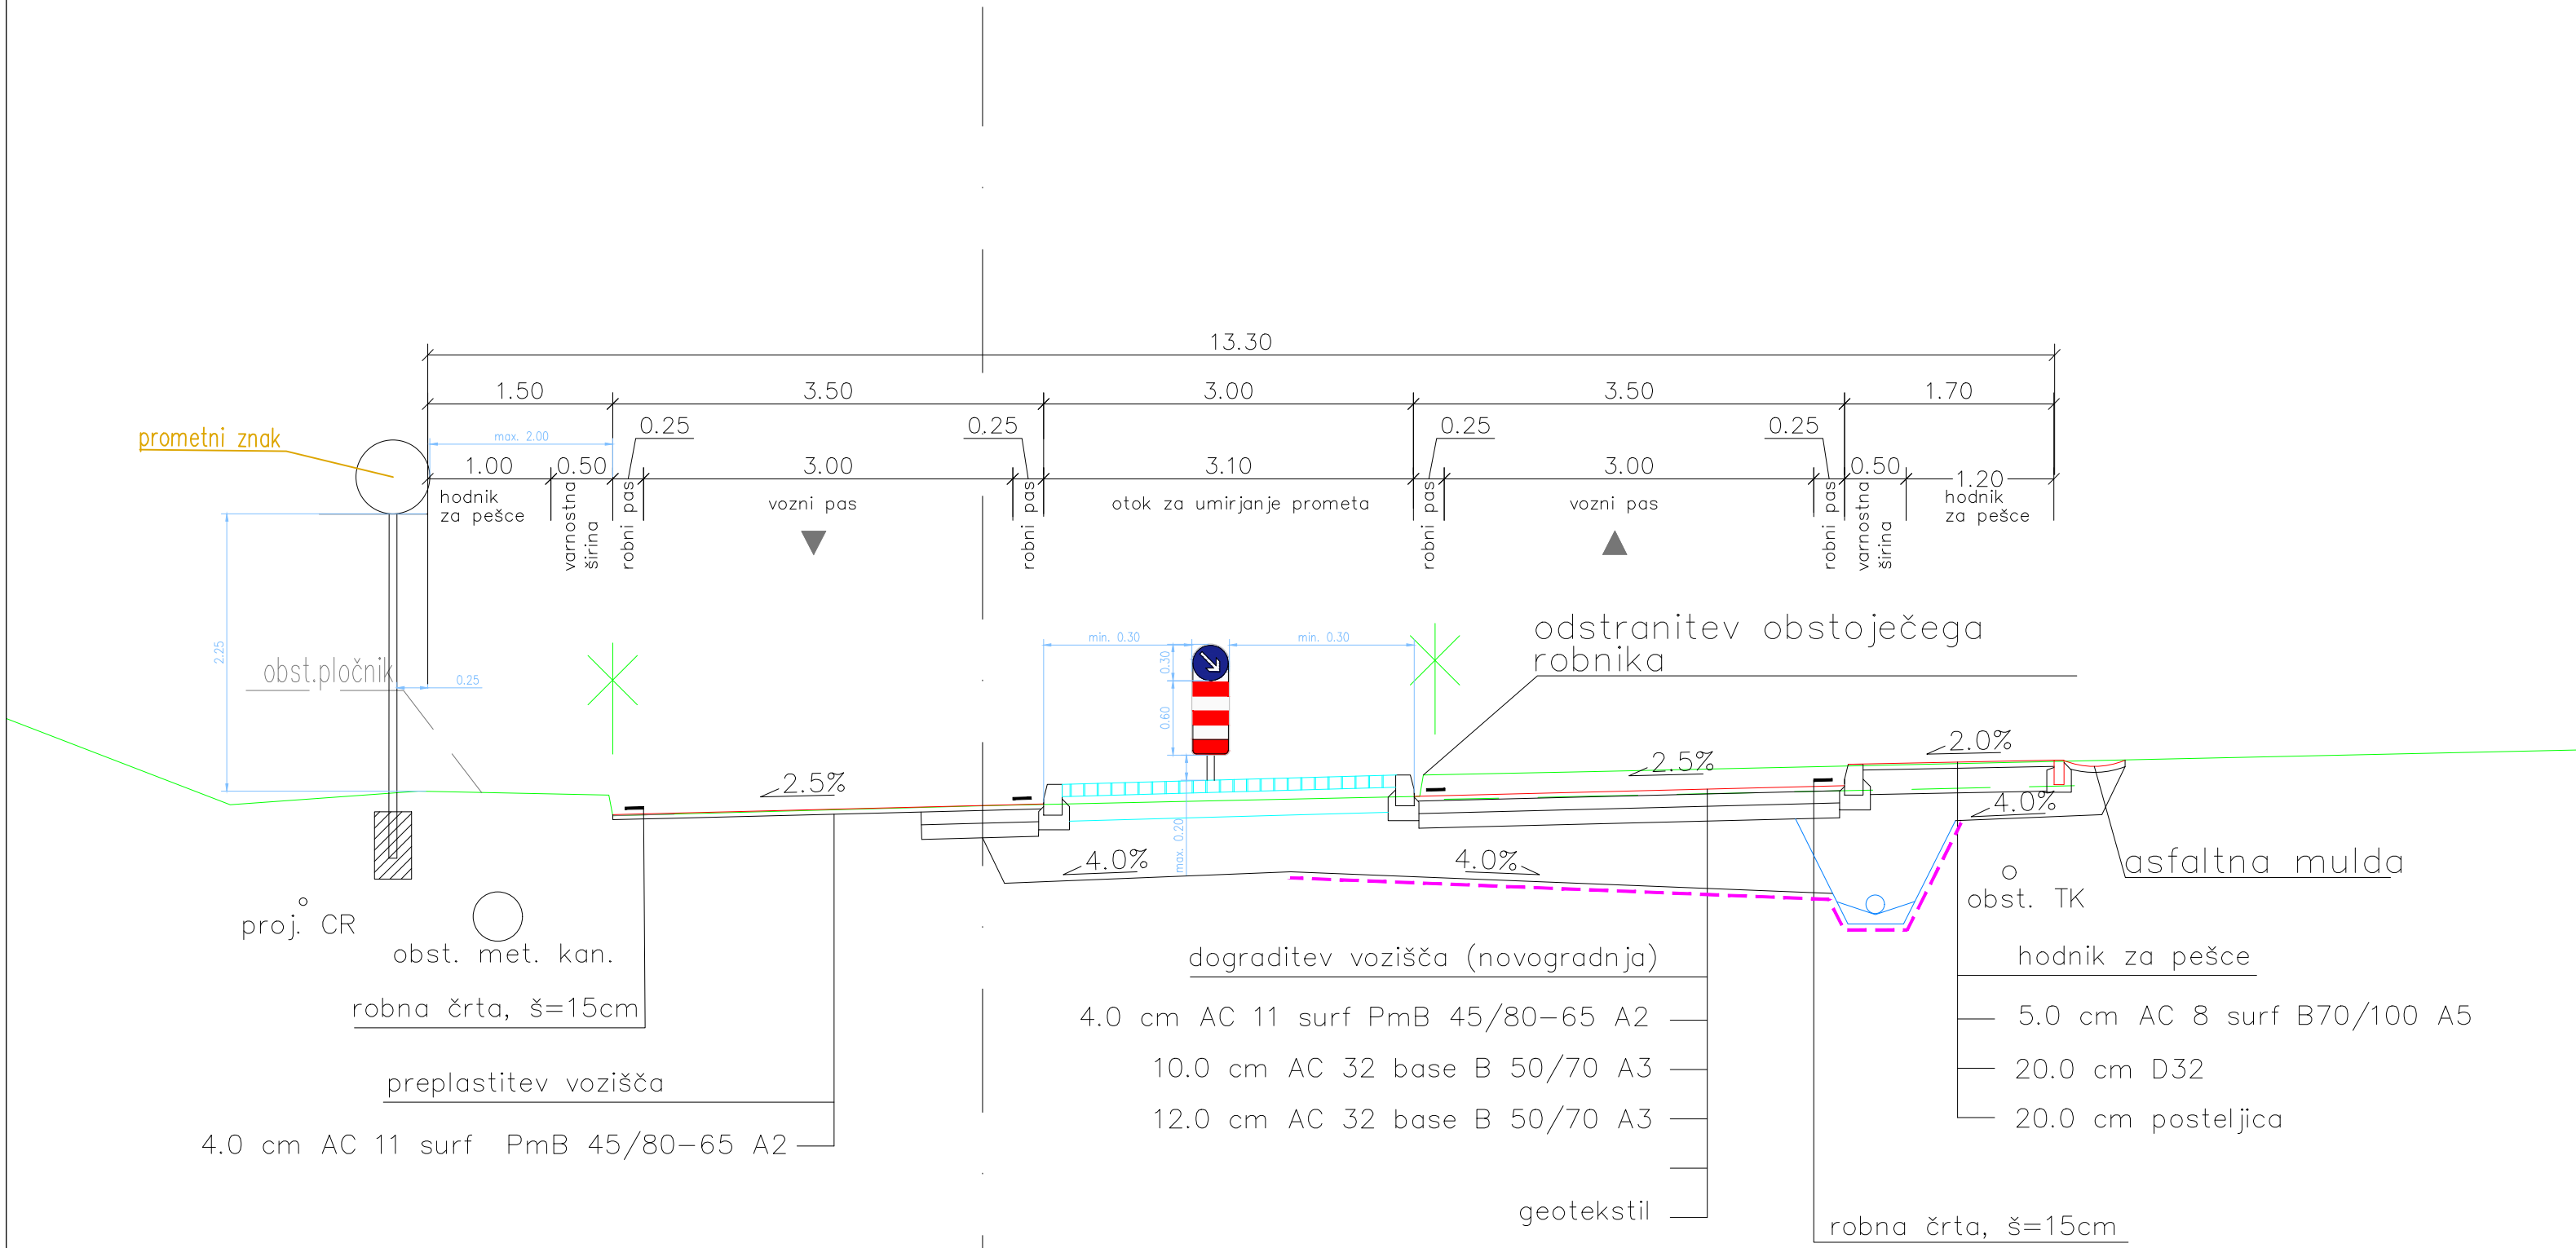 13.30
1.50
3.50
3.00
3.50
1.70
0.25
0.25
0.25
0.25
max. 2.00
prometni znak
1.00
0.50
3.00
3.10
3.00
0.50
1.20
hodnik
za pešce
varnostna
širina
robni pas
vozni pas
robni pas
otok za umirjanje prometa
robni pas
vozni pas
robni pas
varnostna
širina
hodnik
za pešce
2.25
obst.pločnik
0.25
min. 0.30
min. 0.30
0.30
0.60
max. 0.20
odstranitev obstoječega
robnika
2.5%
2.5%
2.0%
4.0%
4.0%
4.0%
asfaltna mulda
proj. CR
obst. met. kan.
obst. TK
robna črta, š=15cm
preplastitev vozišča
4.0 cm AC 11 surf PmB 45/80-65 A2
dograditev vozišča (novogradnja)
4.0 cm AC 11 surf PmB 45/80-65 A2
10.0 cm AC 32 base B 50/70 A3
12.0 cm AC 32 base B 50/70 A3
geotekstil
hodnik za pešce
5.0 cm AC 8 surf B70/100 A5
20.0 cm D32
20.0 cm posteljica
robna črta, š=15cm